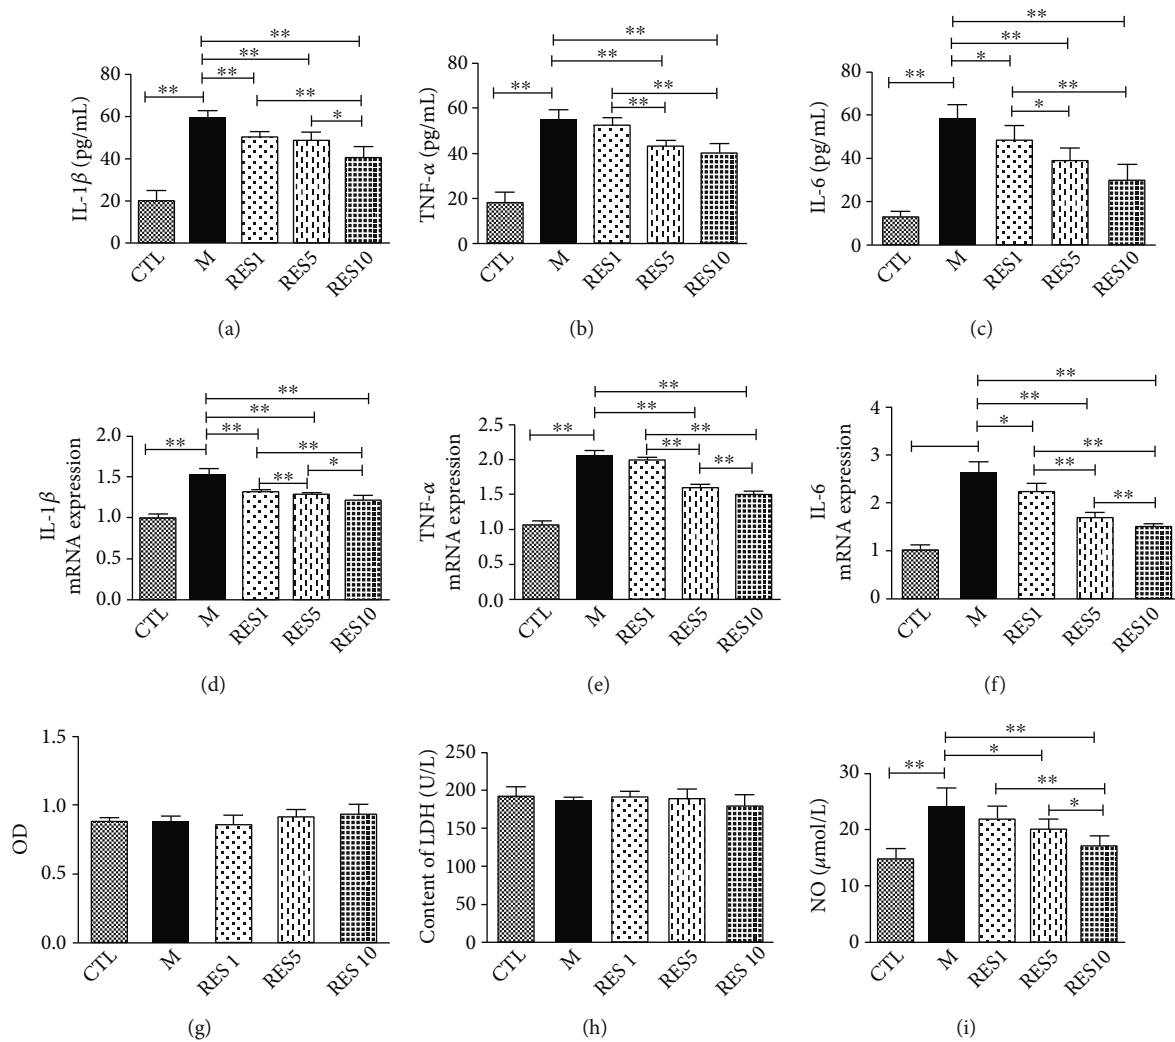 ** ** ** ** ** *
IL-1β (pg/mL)
80
60
40
20
0
CTL M RES1 RES5 RES10
(a)
** ** ** ** **
TNF-α (pg/mL)
80
60
40
20
0
CTL M RES1 RES5 RES10
(b)
** ** ** * ** *
IL-6 (pg/mL)
80
60
40
20
0
CTL M RES1 RES5 RES10
(c)
** ** ** ** ** ** *
IL-1β
mRNA expression
2.0
1.5
1.0
0.5
0.0
CTL M RES1 RES5 RES10
(d)
** ** ** ** ** **
TNF-α
mRNA expression
2.5
2.0
1.5
1.0
0.5
0.0
CTL M RES1 RES5 RES10
(e)
** ** * ** ** **
IL-6
mRNA expression
4
3
2
1
0
CTL M RES1 RES5 RES10
(f)
OD
1.5
1.0
0.5
0.0
CTL M RES 1 RES5 RES 10
(g)
Content of LDH (U/L)
250
200
150
100
50
0
CTL M RES 1 RES5 RES 10
(h)
** * ** ** *
NO (μmol/L)
30
20
10
0
CTL M RES1 RES5 RES10
(i)